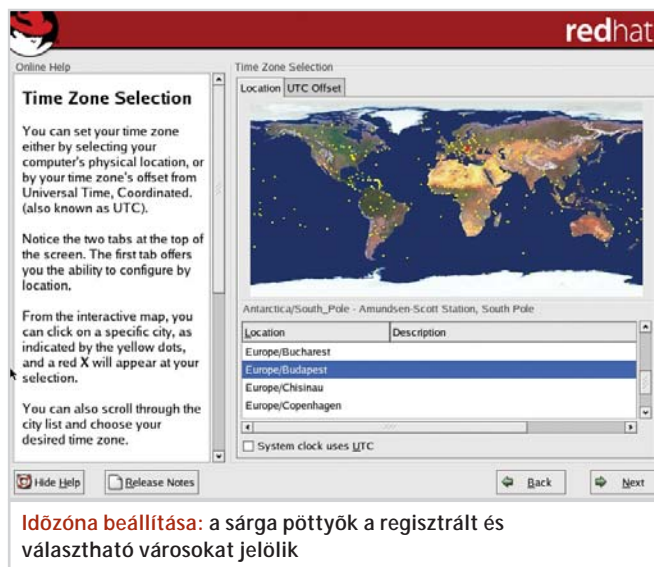 redhat
Online Help
Time Zone Selection
You can set your time zone
either by selecting your
computer's physical location, or
by your time zone's offset from
Universal Time, Coordinated.
(also known as UTC).
Notice the two tabs at the top of
the screen. The first tab offers
you the ability to configure by
location.
From the interactive map, you
can click on a specific city, as
indicated by the yellow dots,
and a red X will appear at your
selection.
You can also scroll through the
city list and choose your
desired time zone.
Time Zone Selection
Location UTC Offset
Antarctica/South_Pole - Amundsen-Scott Station, South Pole
Location Description
Europe/Bucharest
Europe/Budapest
Europe/Chisinau
Europe/Copenhagen
System clock uses UTC
Hide Help Release Notes Back Next
Idõzóna beállítása: a sárga pöttyõk a regisztrált és
választható városokat jelölik